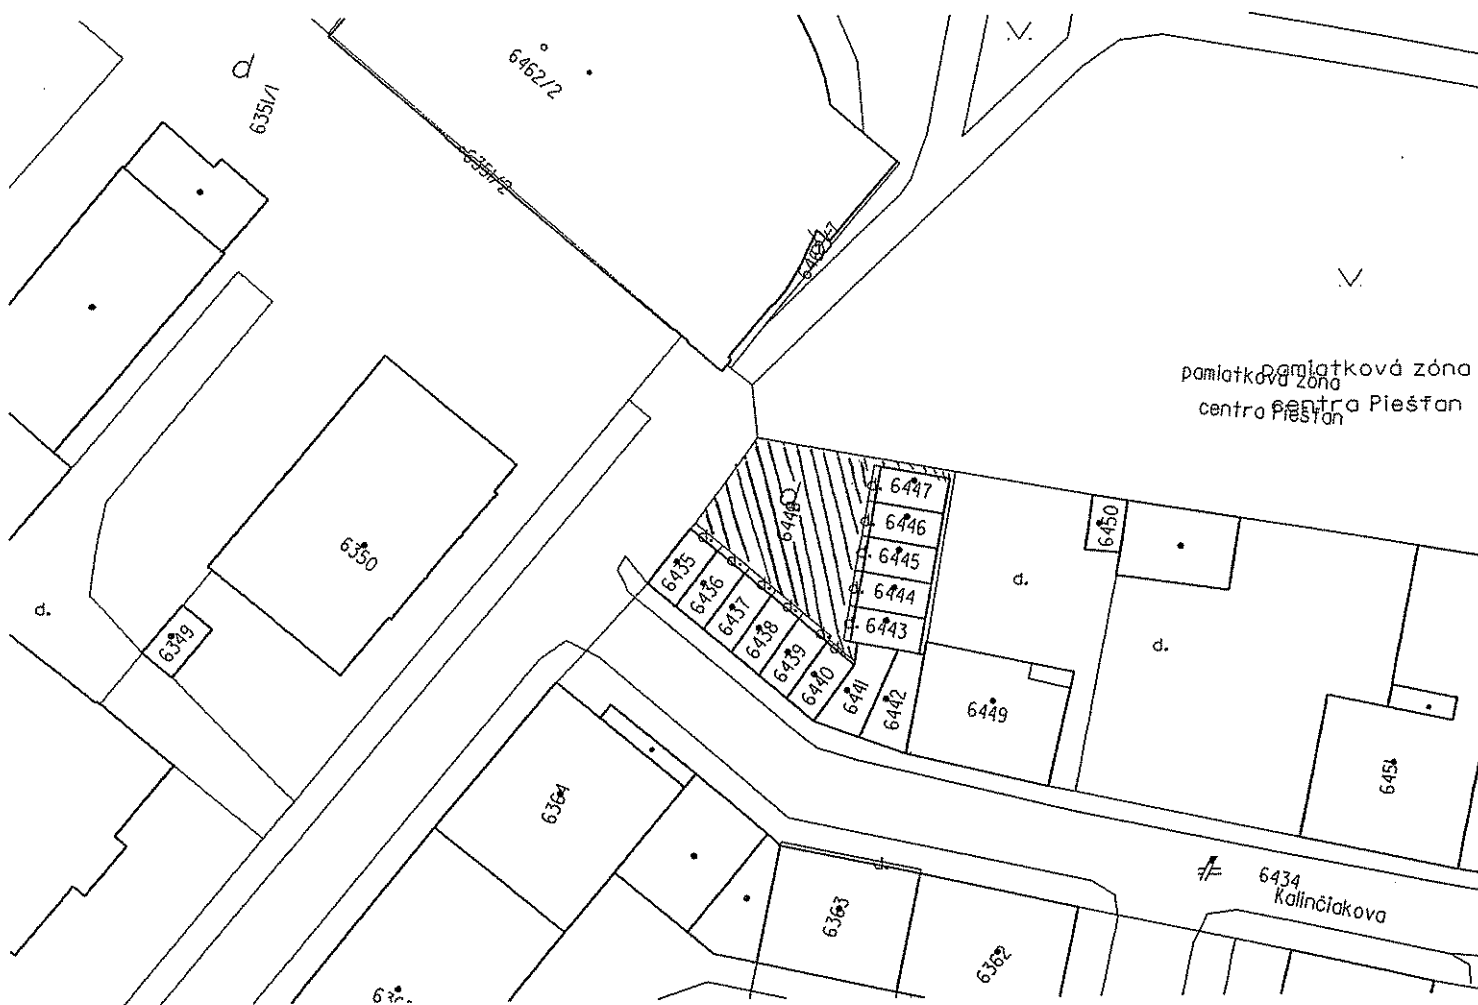 d
6351/1
6462/2
6351/2
pamiatková zóna
centra Piešťan
pamiatková zóna
centra Piešťan
6350
6349
d.
d. 6447
d. 6446
d. 6445
d. 6444
d. 6443
d.
6435
d.
6436
d.
6437
d.
6438
d.
6439
d.
6440
6441
6442
6449
6450
d.
d.
6451
6364
6363
d.
6362
6434
Kalinčiakova